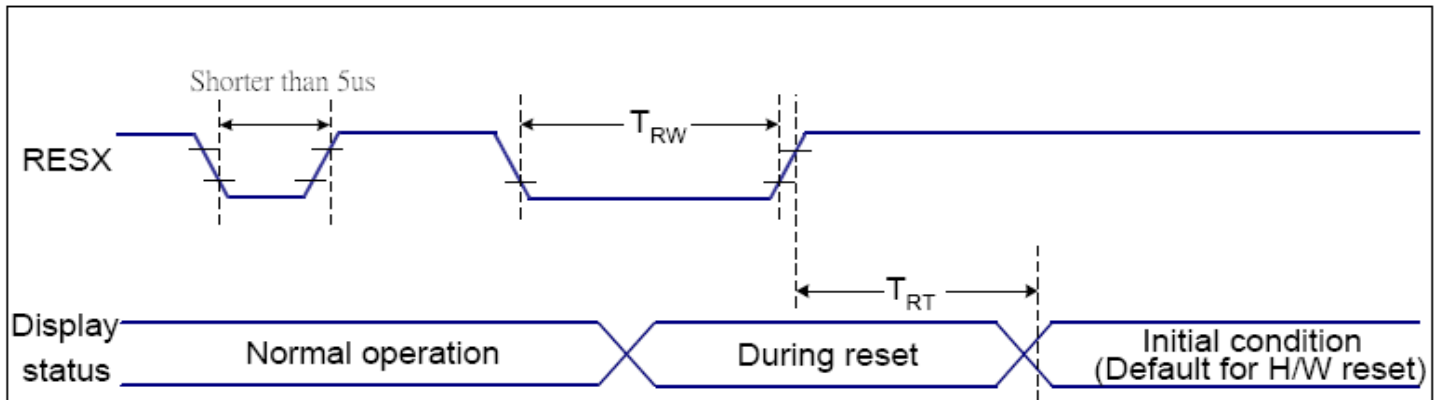 Shorter than 5us
RESX
TRW
TRT
Display
status
Normal operation
During reset
Initial condition
(Default for H/W reset)